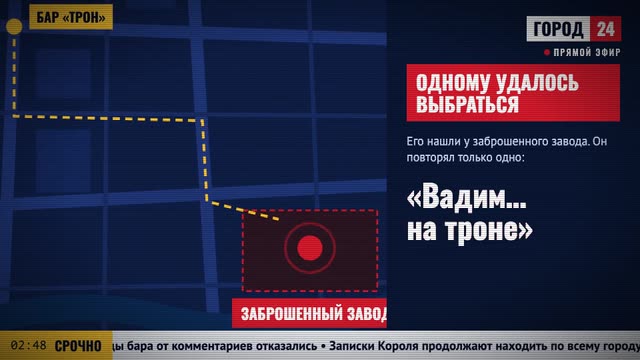 БАР «ТРОН»
ГОРОД 24
ПРЯМОЙ ЭФИР
ОДНОМУ УДАЛОСЬ
ВЫБРАТЬСЯ
Его нашли у заброшенного завода. Он
повторял только одно:
«Вадим...
на троне»
ЗАБРОШЕННЫЙ ЗАВОД
02:48 СРОЧНО бара от комментариев отказались • Записки Короля продолжают находить по всему городу